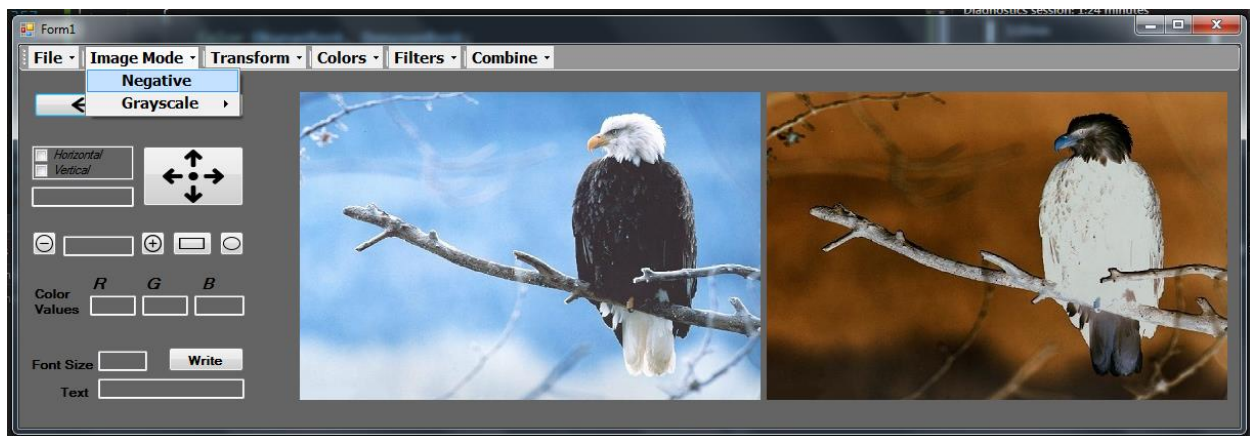 Diagnostics session: 1:24 minutes
Form1
File Image Mode Transform Colors Filters Combine
Negative
Grayscale
Horizontal
Vertical
R G B
Color
Values
Font Size Write
Text